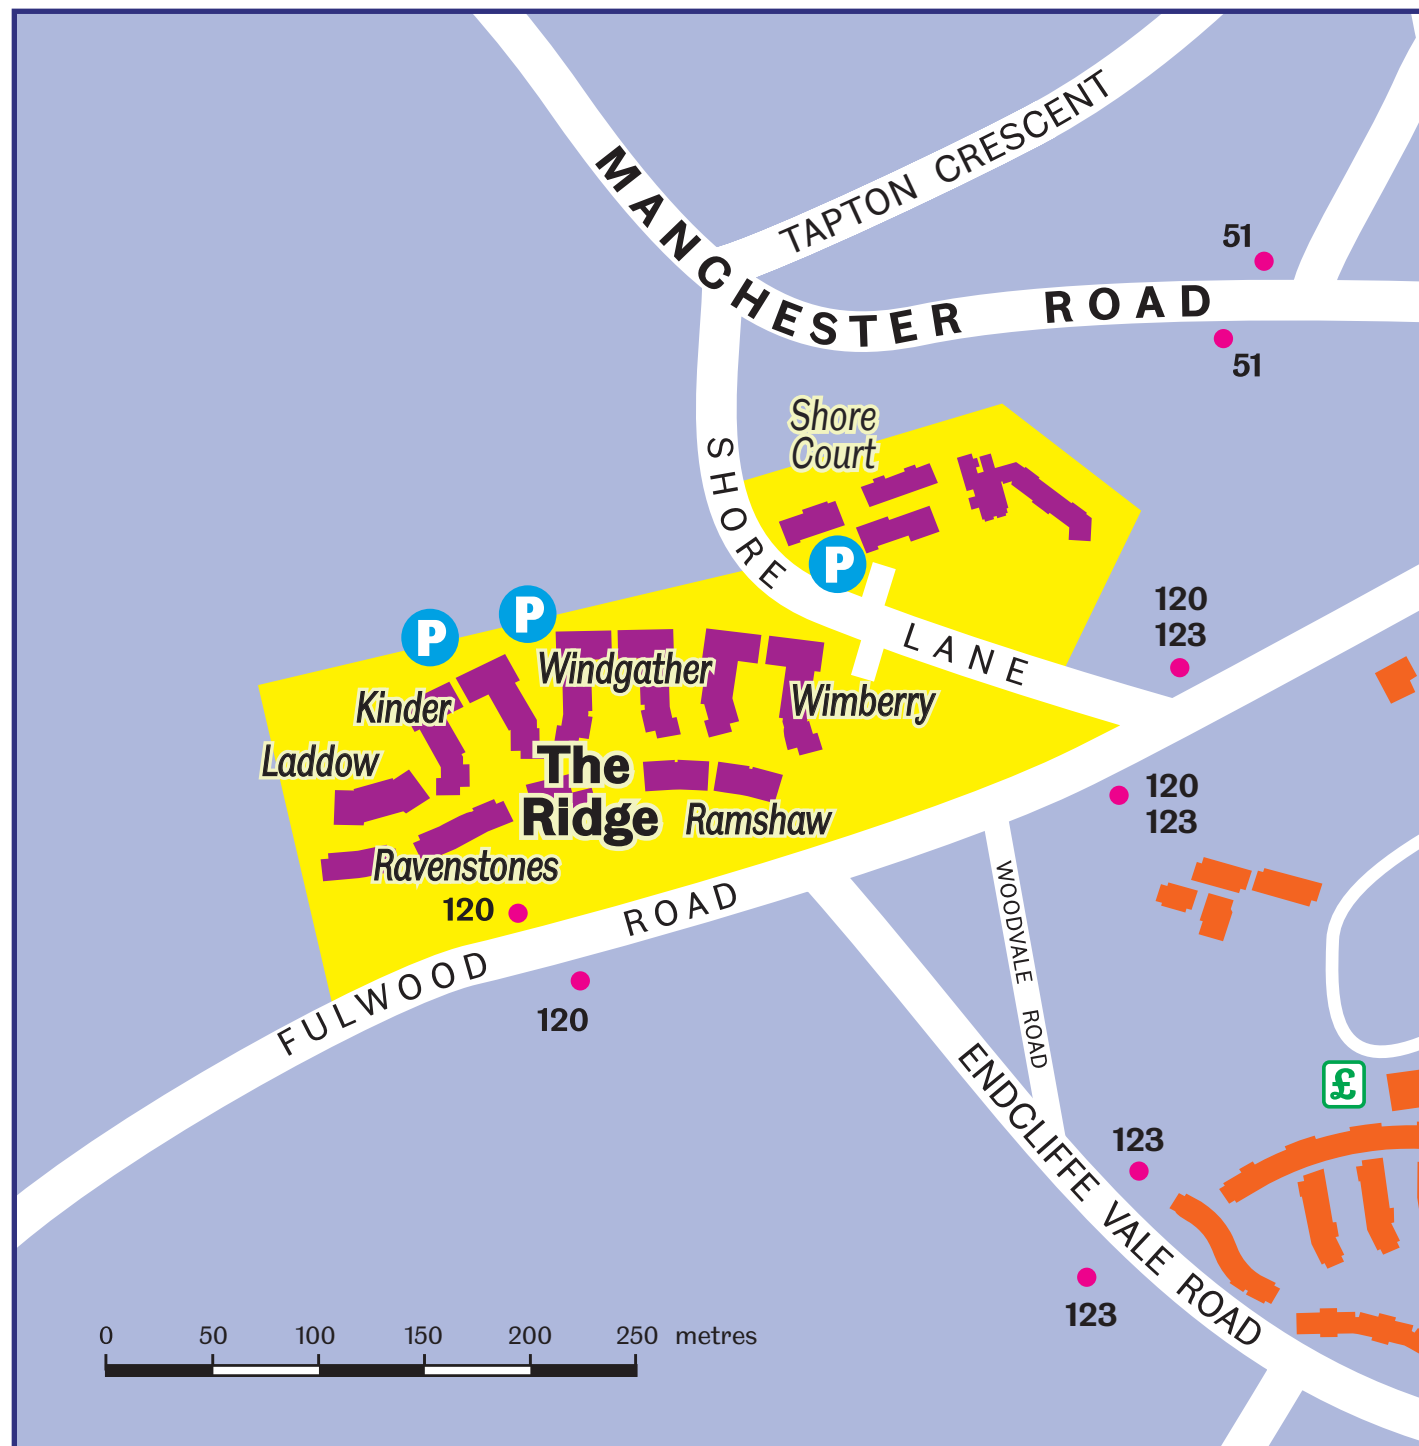 TAPTON CRESCENT
MANCHESTER ROAD
51
51
Shore
Court
SHORE LANE
P
P
P
120
123
Windgather
Kinder
Wimberry
Laddow
The
Ridge
Ramshaw
120
123
Ravenstones
120
FULWOOD ROAD
120
WOODVALE ROAD
ENDCLIFFE VALE ROAD
£
123
123
0 50 100 150 200 250 metres